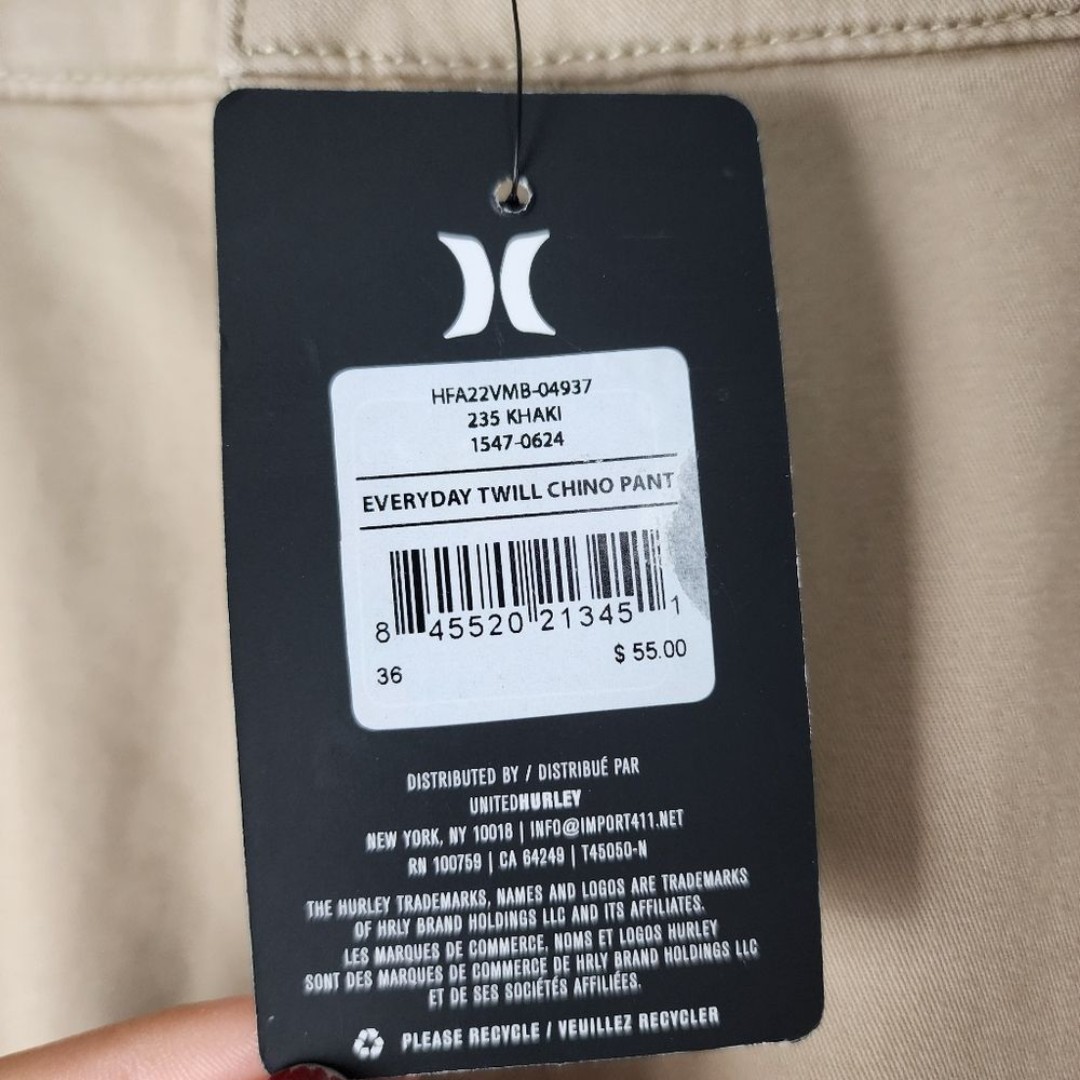 HFA22VMB-04937
235 KHAKI
1547-0624
EVERYDAY TWILL CHINO PANT
8 45520 21345 1
36 $ 55.00
DISTRIBUTED BY / DISTRIBUÉ PAR
UNITEDHURLEY
NEW YORK, NY 10018 | INFO@IMPORT411.NET
RN 100759 | CA 64249 | T45050-N
THE HURLEY TRADEMARKS, NAMES AND LOGOS ARE TRADEMARKS
OF HRLY BRAND HOLDINGS LLC AND ITS AFFILIATES.
LES MARQUES DE COMMERCE, NOMS ET LOGOS HURLEY
SONT DES MARQUES DE COMMERCE DE HRLY BRAND HOLDINGS LLC
ET DE SES SOCIÉTÉS AFFILIÉES.
PLEASE RECYCLE / VEUILLEZ RECYCLER